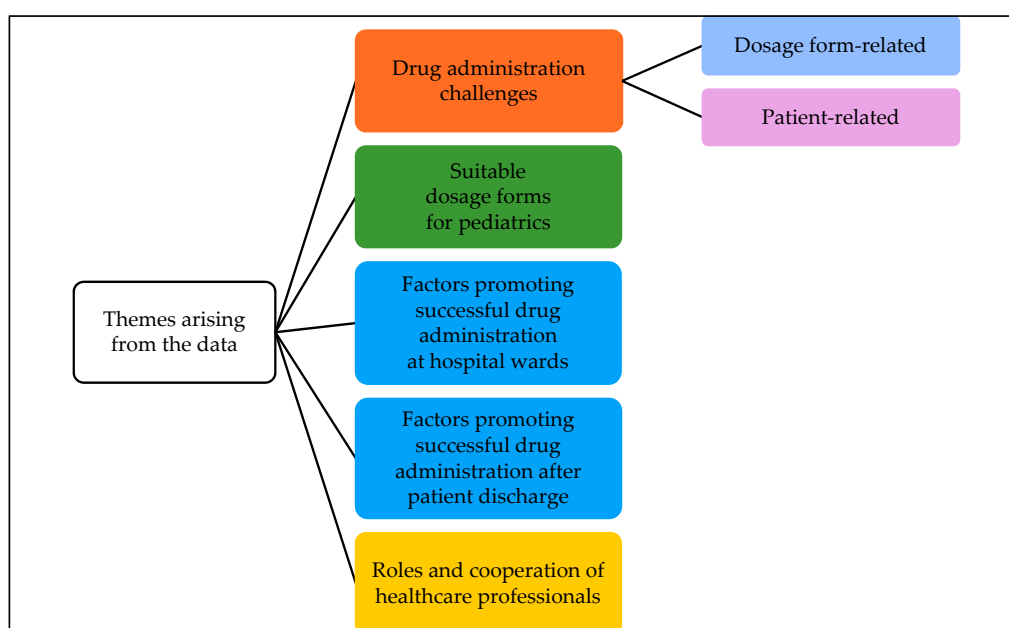 Themes arising
from the data
Drug administration
challenges
Dosage form-related
Patient-related
Suitable
dosage forms
for pediatrics
Factors promoting
successful drug
administration
at hospital wards
Factors promoting
successful drug
administration after
patient discharge
Roles and cooperation of
healthcare professionals